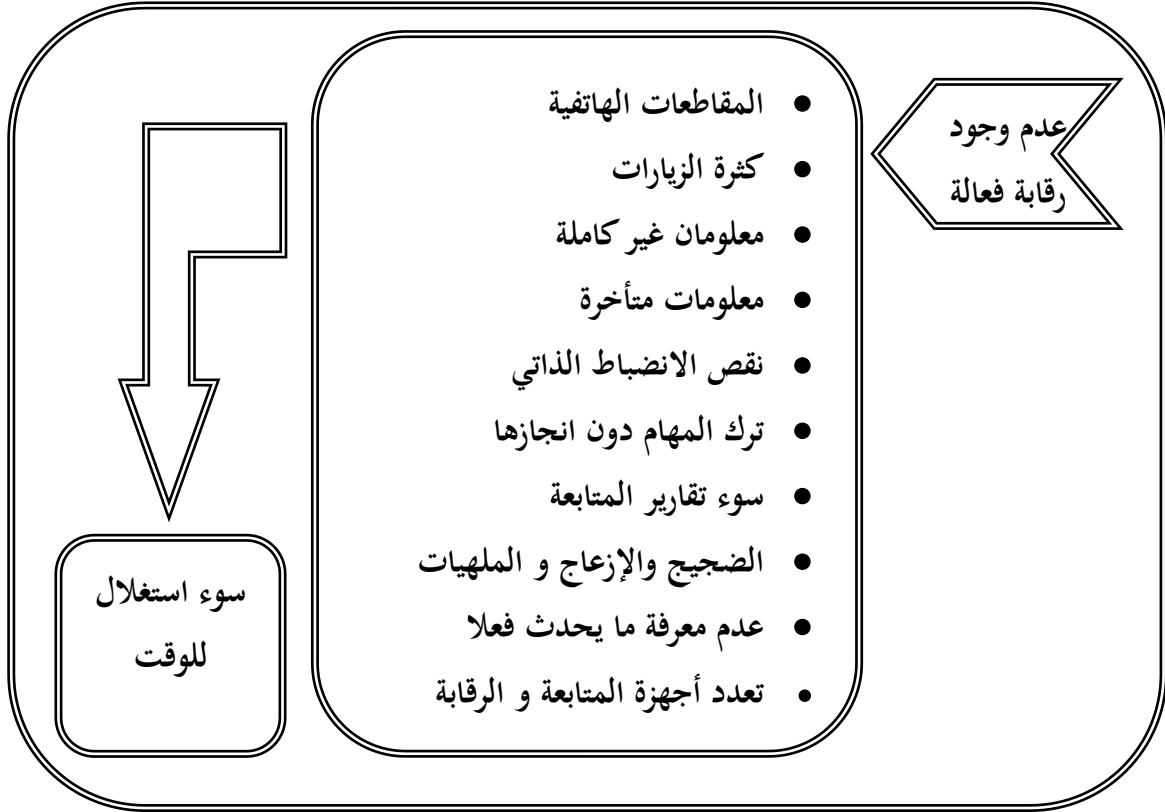 عدم وجود
رقابة فعالة
• المقاطعات الهاتفية
• كثرة الزيارات
• معلومان غير كاملة
• معلومات متأخرة
• نقص الانضباط الذاتي
• ترك المهام دون انجازها
• سوء تقارير المتابعة
• الضجيج والإزعاج و الملهيات
• عدم معرفة ما يحدث فعلا
• تعدد أجهزة المتابعة و الرقابة
سوء استغلال
للوقت